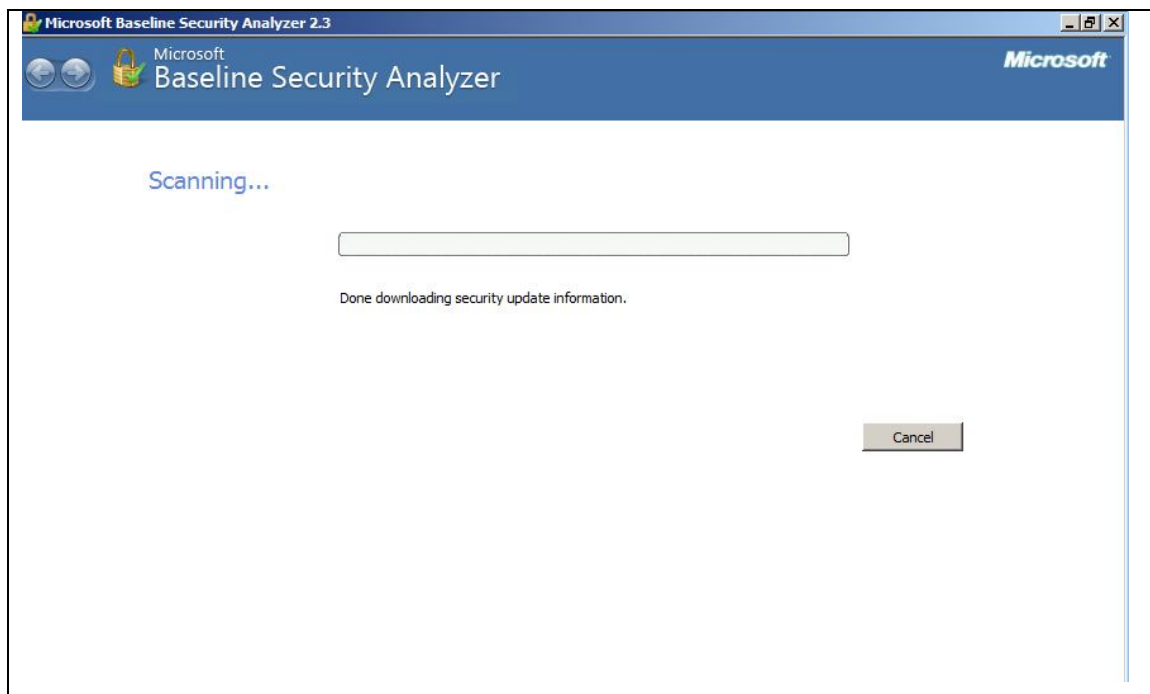 Microsoft Baseline Security Analyzer 2.3
Microsoft
Baseline Security Analyzer
Microsoft
Scanning...
Done downloading security update information.
Cancel